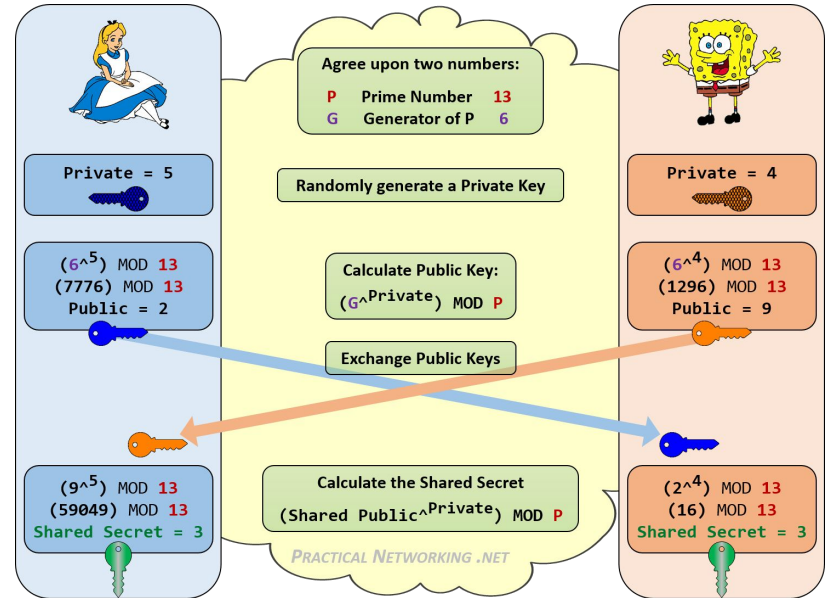 Agree upon two numbers:
P Prime Number 13
G Generator of P 6
Private = 5
Randomly generate a Private Key
Private = 4
(6^5) MOD 13
(7776) MOD 13
Public = 2
Calculate Public Key:
(G^Private) MOD P
(6^4) MOD 13
(1296) MOD 13
Public = 9
Exchange Public Keys
(9^5) MOD 13
(59049) MOD 13
Shared Secret = 3
Calculate the Shared Secret
(Shared Public^Private) MOD P
(2^4) MOD 13
(16) MOD 13
Shared Secret = 3
PRACTICAL NETWORKING .NET